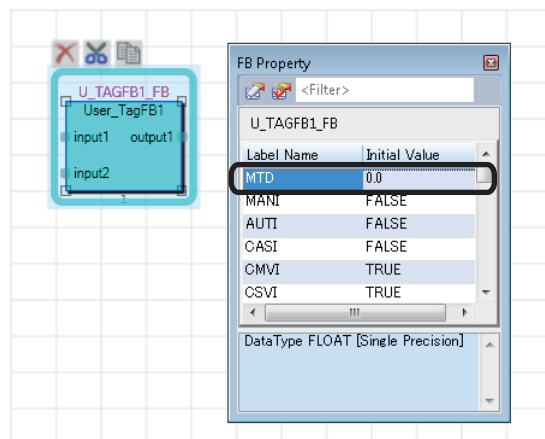 U_TAGFB1_FB
User_TagFB1
input1 output1
input2
1
FB Property
<Filter>
U_TAGFB1_FB
Label Name Initial Value
MTD 0.0
MANI FALSE
AUTI FALSE
CASI FALSE
CMVI TRUE
CSVI TRUE
DataType FLOAT [Single Precision]